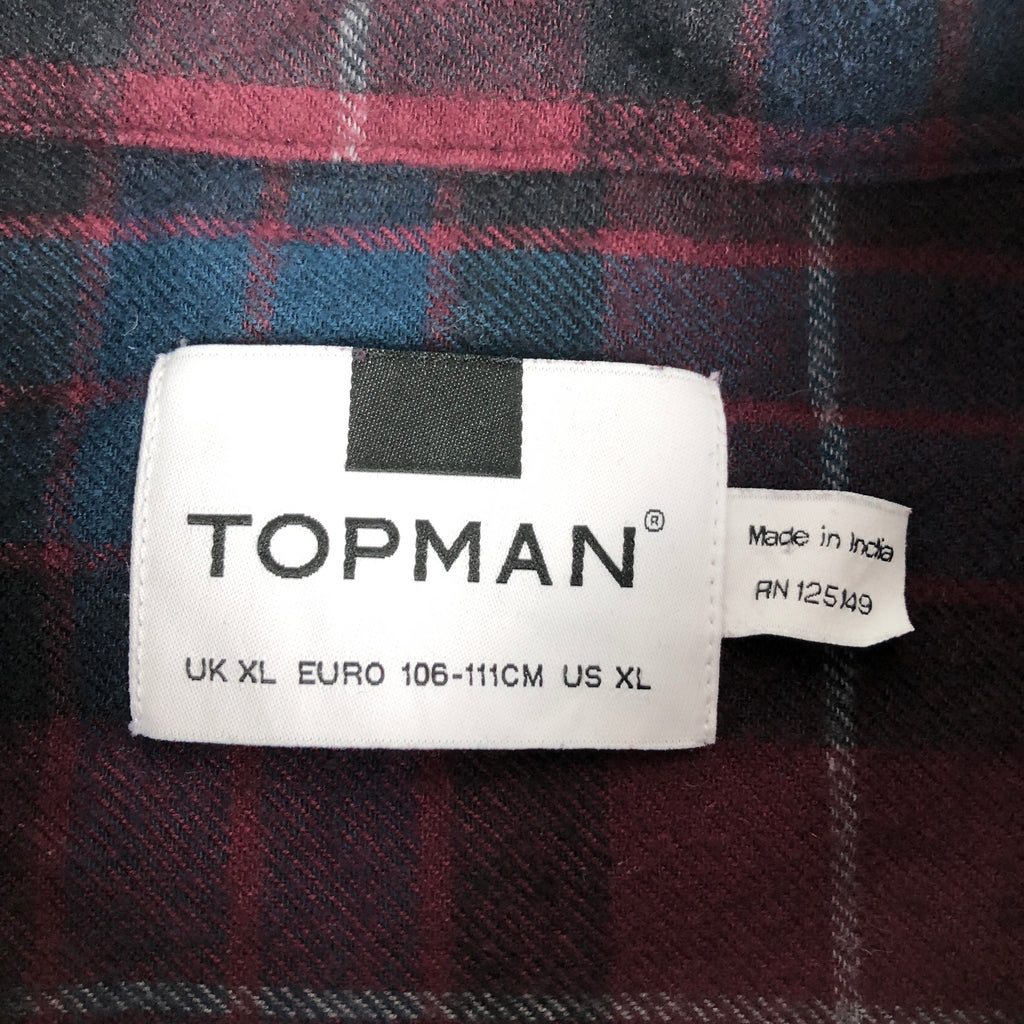 TOPMAN®
UK XL EURO 106-111CM US XL
Made in India
RN 125149